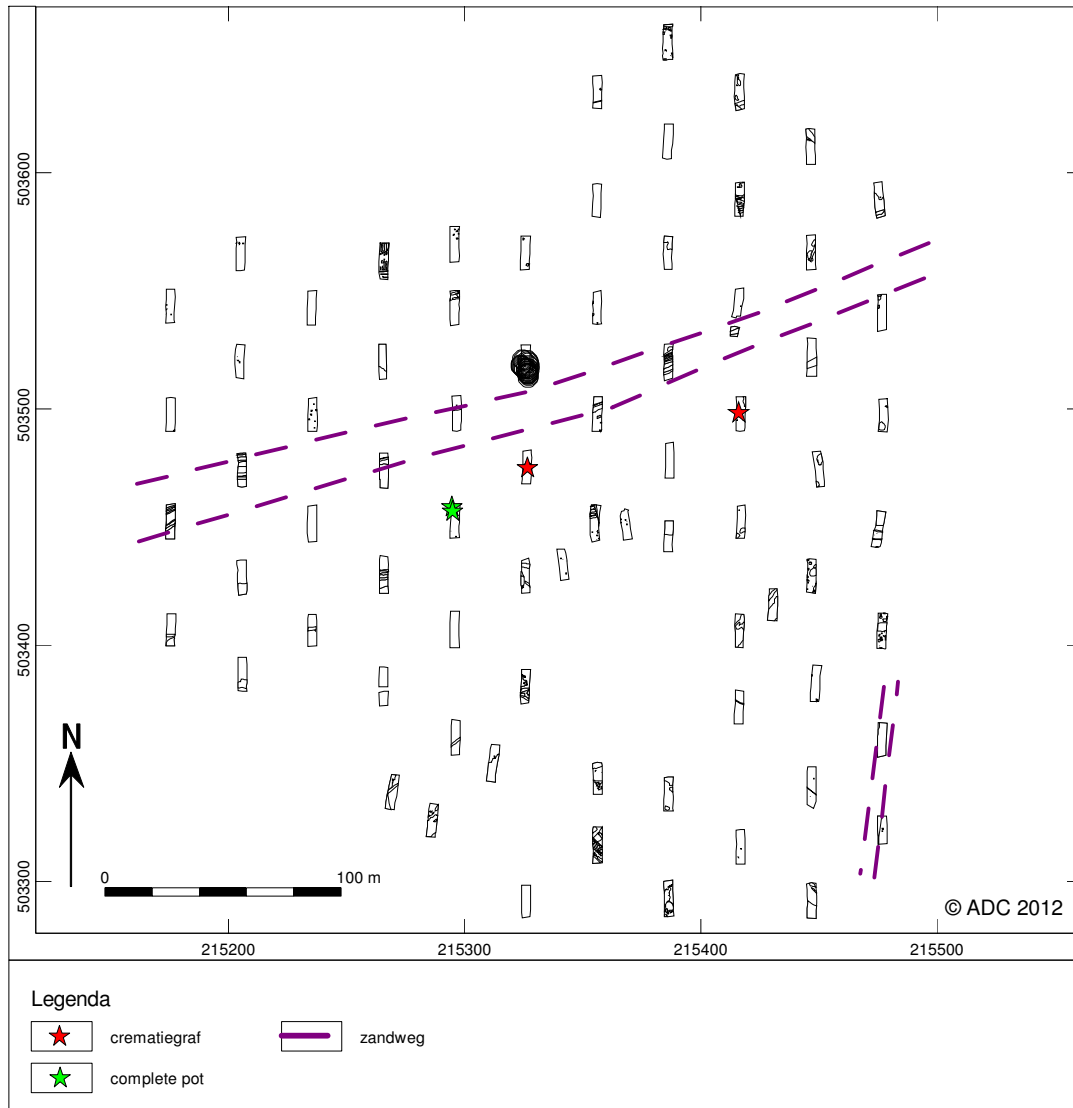 503600
503500
503400
503300
N
0
100 m
© ADC 2012
215200
215300
215400
215500
Legenda
crematiegraf
zandweg
complete pot